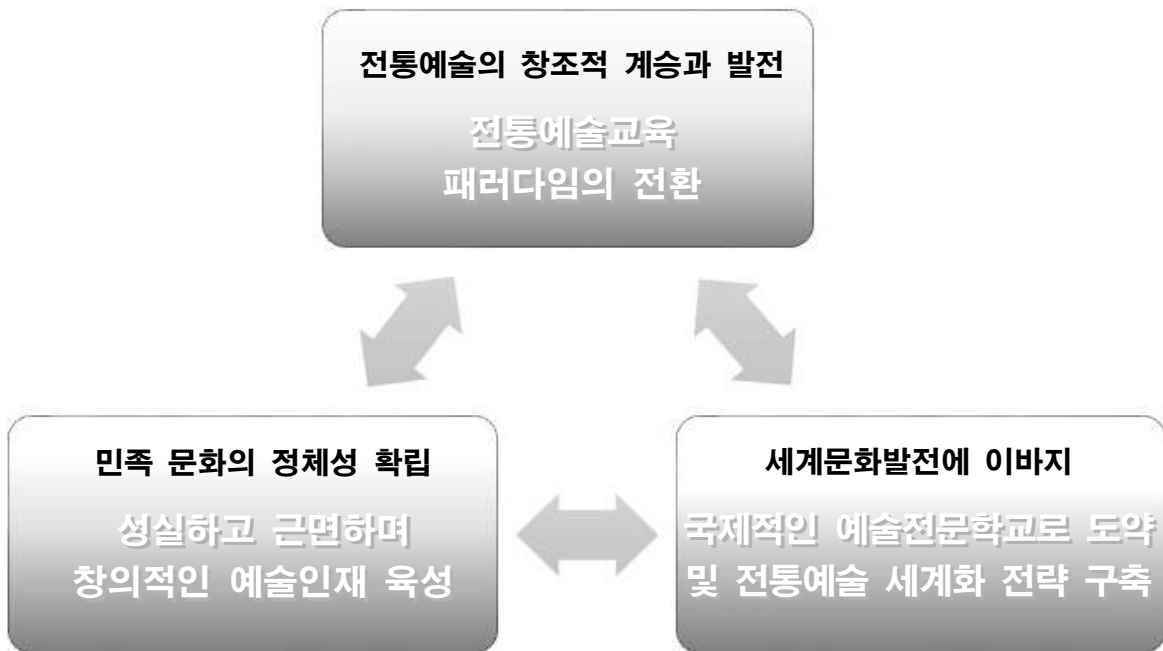 전통예술의 창조적 계승과 발전
전통예술교육
패러다임의 전환
민족 문화의 정체성 확립
성실하고 근면하며
창의적인 예술인재 육성
세계문화발전에 이바지
국제적인 예술전문학교로 도약
및 전통예술 세계화 전략 구축